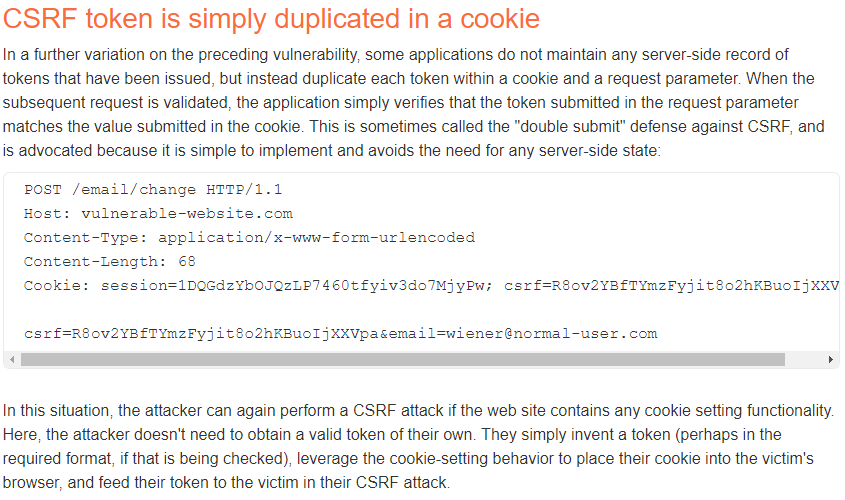 CSRF token is simply duplicated in a cookie
In a further variation on the preceding vulnerability, some applications do not maintain any server-side record of
tokens that have been issued, but instead duplicate each token within a cookie and a request parameter. When the
subsequent request is validated, the application simply verifies that the token submitted in the request parameter
matches the value submitted in the cookie. This is sometimes called the "double submit" defense against CSRF, and
is advocated because it is simple to implement and avoids the need for any server-side state:
POST /email/change HTTP/1.1
Host: vulnerable-website.com
Content-Type: application/x-www-form-urlencoded
Content-Length: 68
Cookie: session=1DQGdzYbOJQzLP7460tfyiv3do7MjyPw; csrf=R8ov2YBfTYmzFyjit8o2hKBuoIjXXV
csrf=R8ov2YBfTYmzFyjit8o2hKBuoIjXXVpa&email=wiener@normal-user.com
In this situation, the attacker can again perform a CSRF attack if the web site contains any cookie setting functionality.
Here, the attacker doesn't need to obtain a valid token of their own. They simply invent a token (perhaps in the
required format, if that is being checked), leverage the cookie-setting behavior to place their cookie into the victim's
browser, and feed their token to the victim in their CSRF attack.